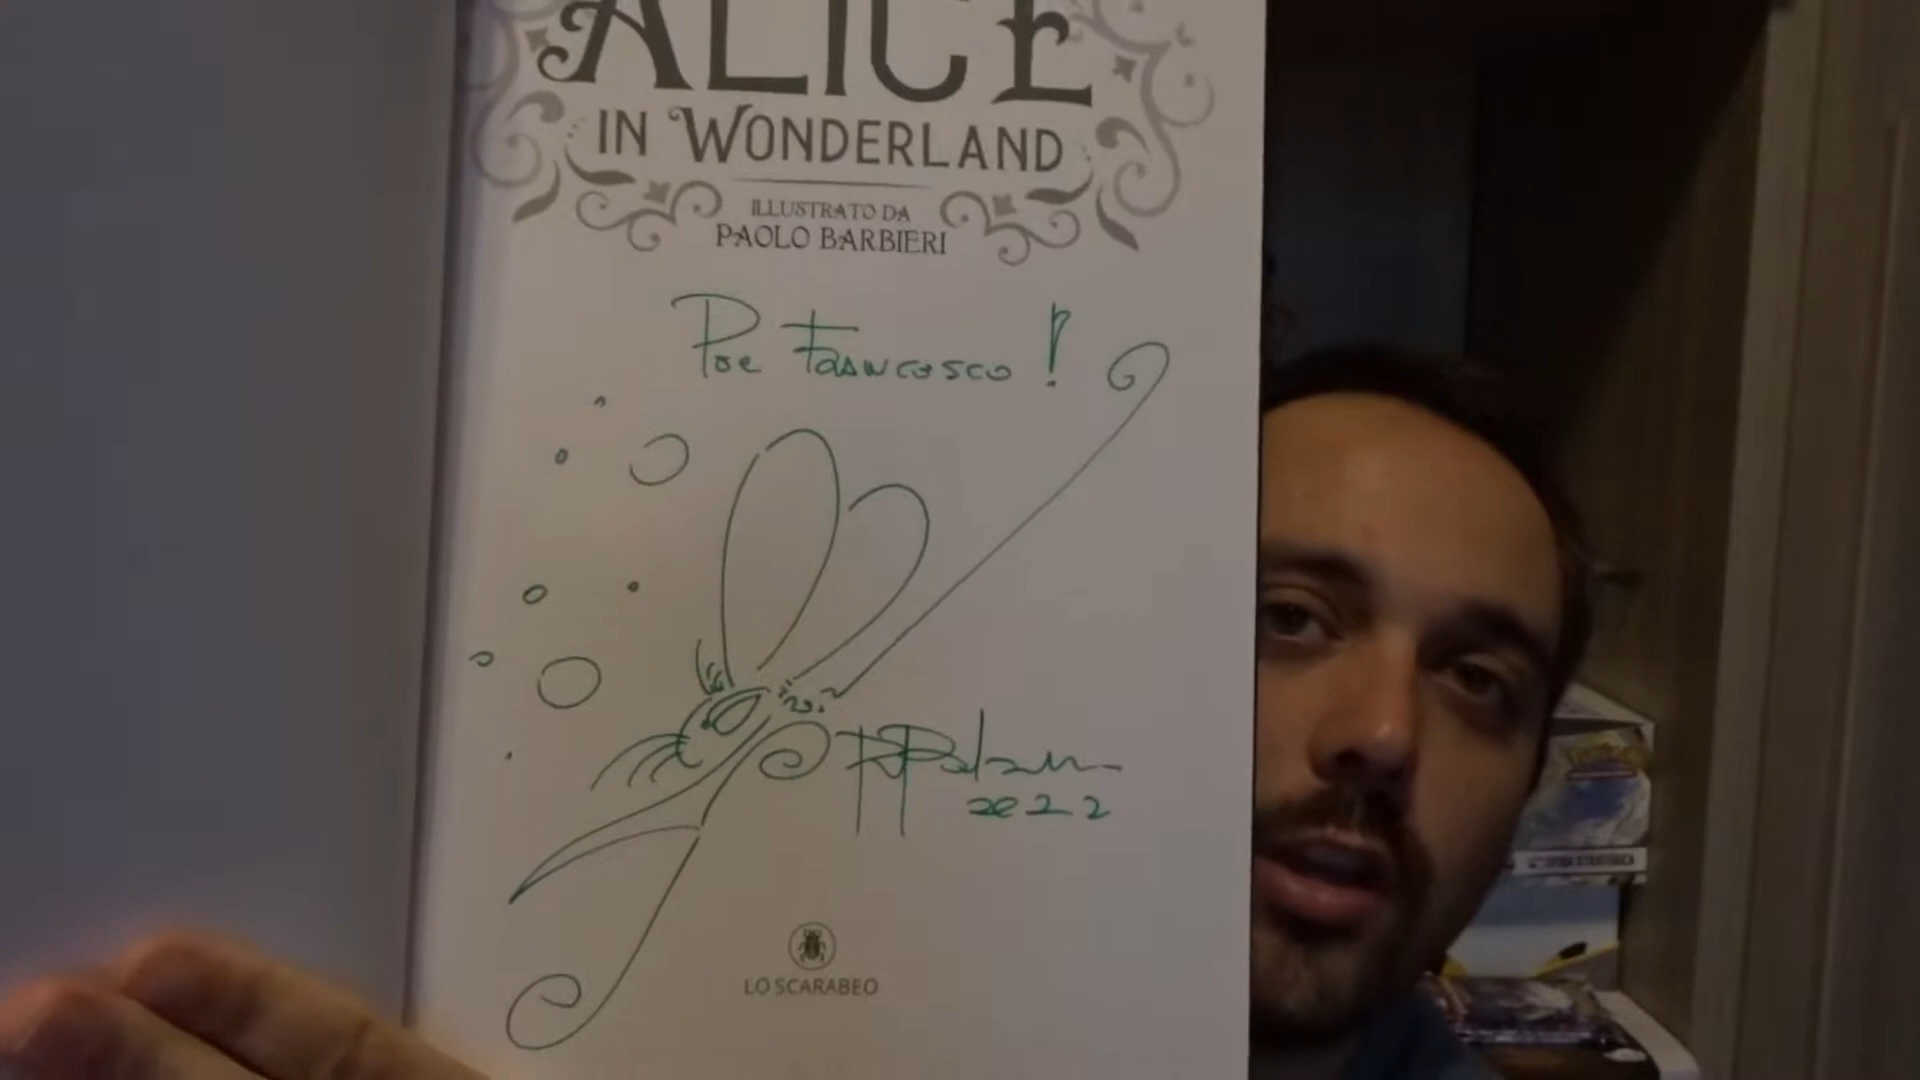 ALICE
IN WONDERLAND
ILLUSTRATO DA
PAOLO BARBIERI
Per Francesco!
2022
LO SCARABEO